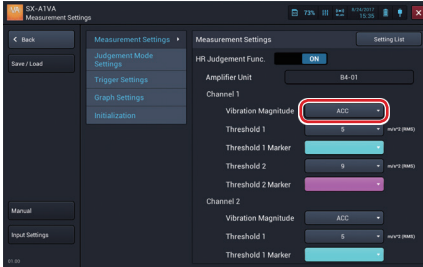 SX-A1VA
Measurement Settings
73%
8/24/2017
15:35
Back
Save / Load
Manual
Input Settings
01.00
Measurement Settings
Judgement Mode
Settings
Trigger Settings
Graph Settings
Initialization
Measurement Settings
Setting List
HR Judgement Func.
ON
Amplifier Unit
B4-01
Channel 1
Vibration Magnitude
ACC
Threshold 1
5
m/s^2 (RMS)
Threshold 1 Marker
Threshold 2
9
m/s^2 (RMS)
Threshold 2 Marker
Channel 2
Vibration Magnitude
ACC
Threshold 1
5
m/s^2 (RMS)
Threshold 1 Marker